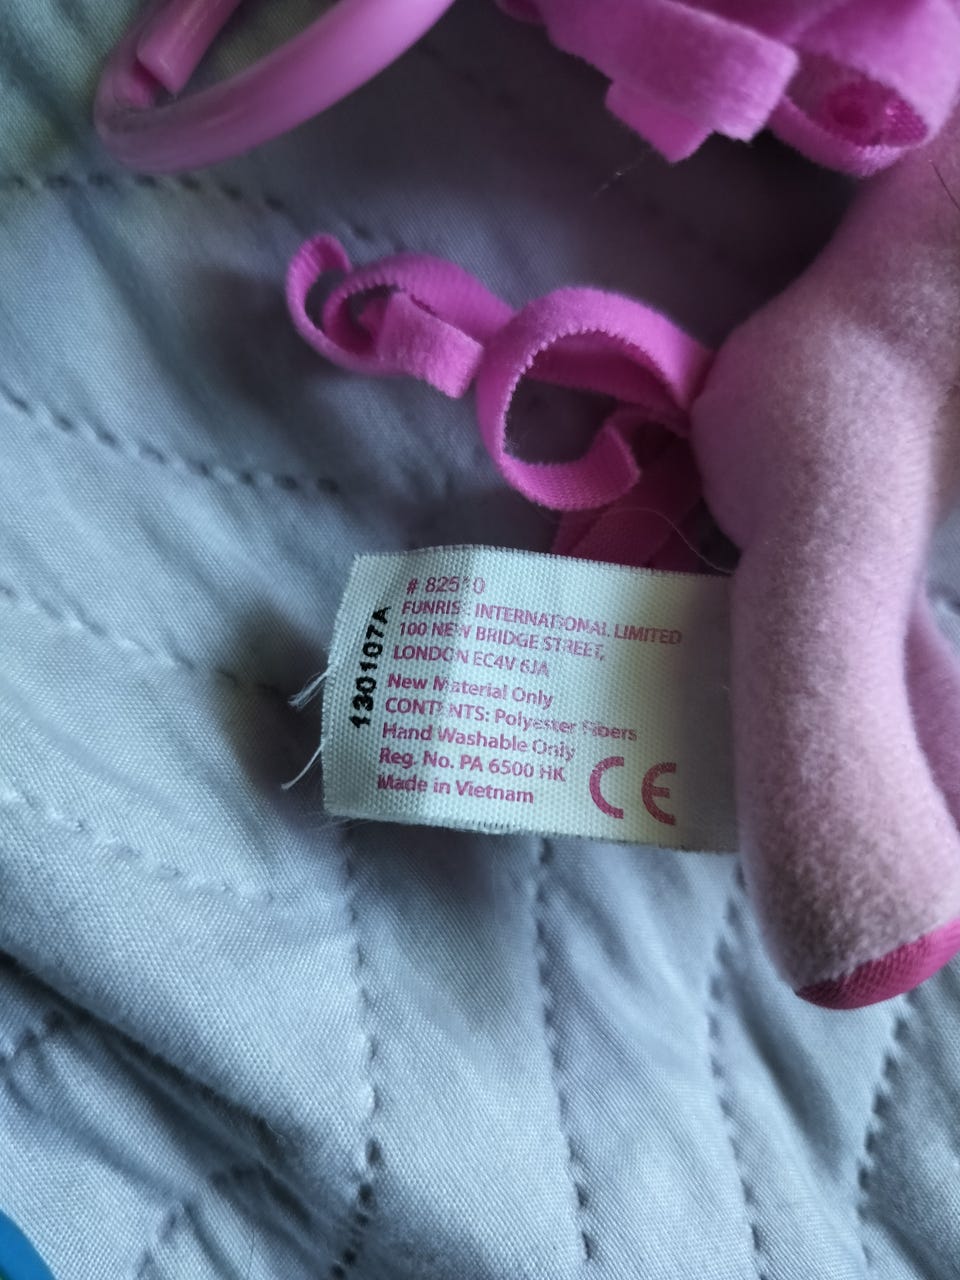 # 82510
FUNRISE INTERNATIONAL LIMITED
100 NEW BRIDGE STREET,
LONDON EC4V 6JA
New Material Only
CONTENTS: Polyester Fibers
Hand Washable Only
Reg. No. PA 6500 HK
Made in Vietnam
CE
130107A